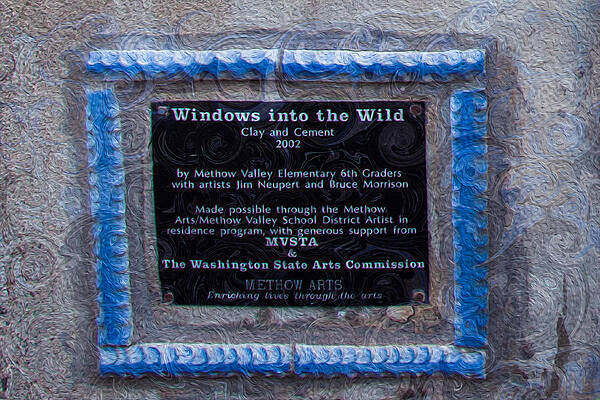 Windows into the Wild
Clay and Cement
2002
by Methow Valley Elementary 6th Graders
with artists Jim Neupert and Bruce Morrison
Made possible through the Methow
Arts/Methow Valley School District Artist in
residence program, with generous support from
MVSTA
&
The Washington State Arts Commission
METHOW ARTS
Enriching lives through the arts